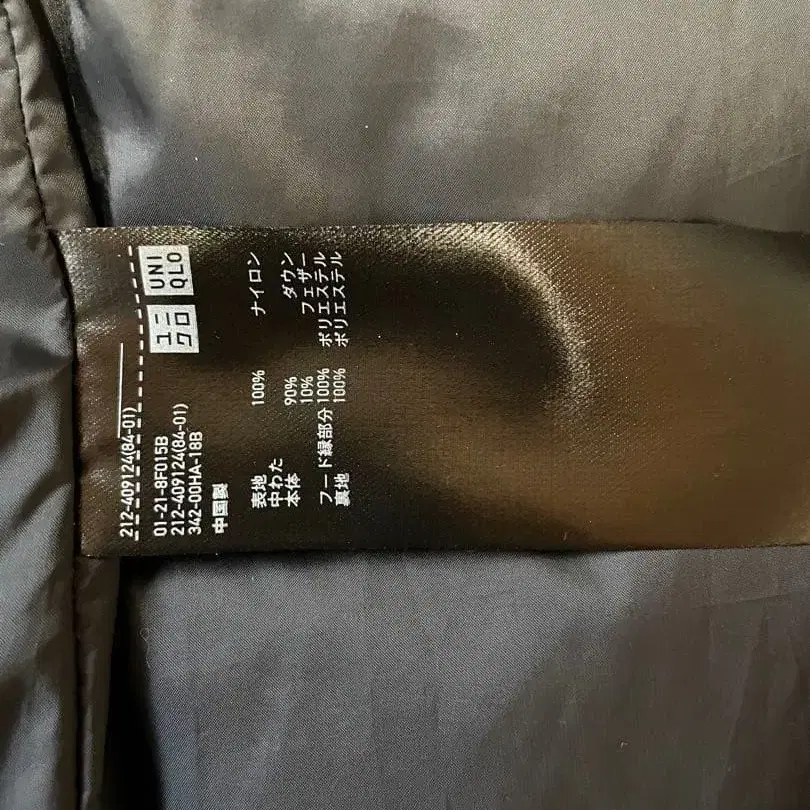 212-409124(84-01)
ユニ
クロ
UNI
QLO
01-21-8F015B
212-409124(84-01)
342-00HA-18B
中国製
表地 100% ナイロン
中わた
本体 90% ダウン
10% フェザー
フード縁部分 100% ポリエステル
裏地 100% ポリエステル